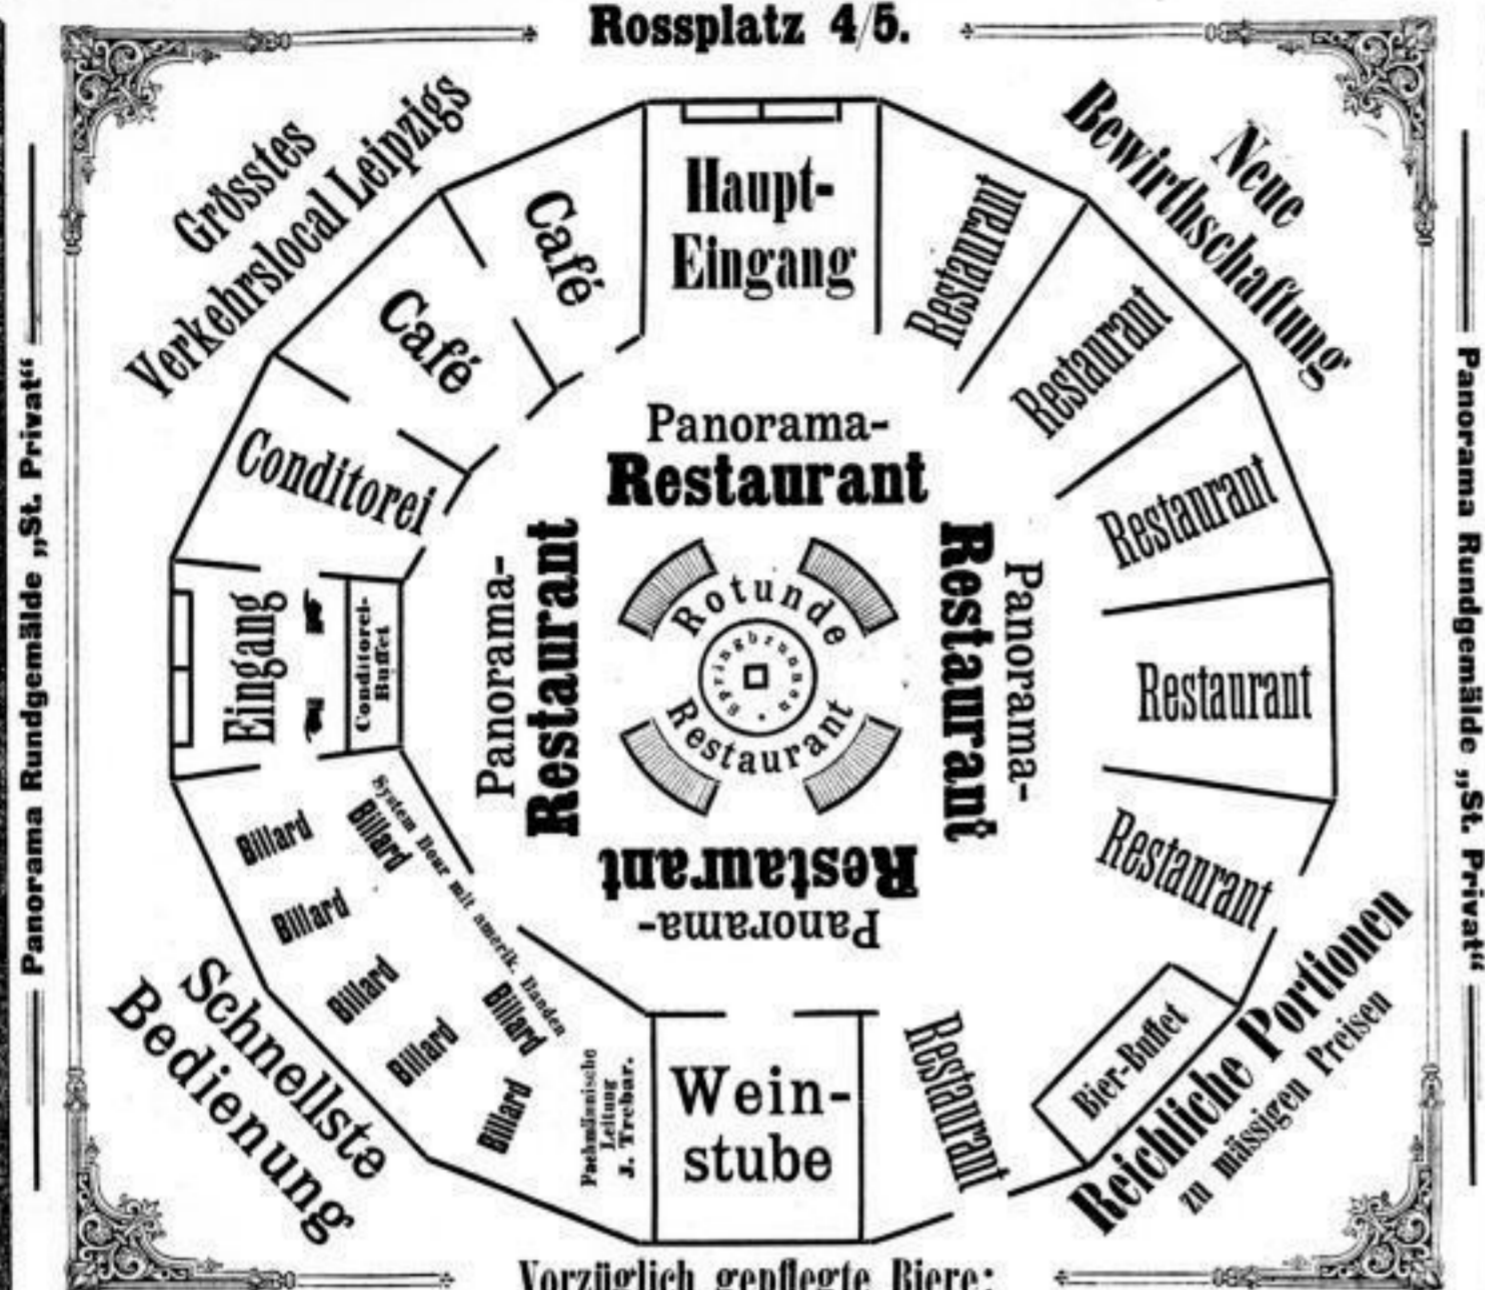 Rossplatz 4/5.
Grösstes
Verkehrslocal Leipzigs
Neue
Bewirthschaftung
Panorama Rundgemälde „St. Privat“
Panorama Rundgemälde „St. Privat“
Haupt-
Eingang
Café
Café
Conditorei
Eingang
Conditorei-
Buffet
Restaurant
Restaurant
Restaurant
Restaurant
Restaurant
Restaurant
Bier-Buffet
Panorama-
Restaurant
Panorama-
Restaurant
Panorama-
Restaurant
Panorama-
Restaurant
Rotunde
Springbrunnen
Restaurant
System Dour mit amerik. Banden
Billard
Billard
Billard
Billard
Billard
Billard
Billard
Fachmännische
Leitung
J. Trebar.
Wein-
stube
Schnellste
Bedienung
Reichliche Portionen
zu mässigen Preisen
Vorzüglich gepflegte Biere: